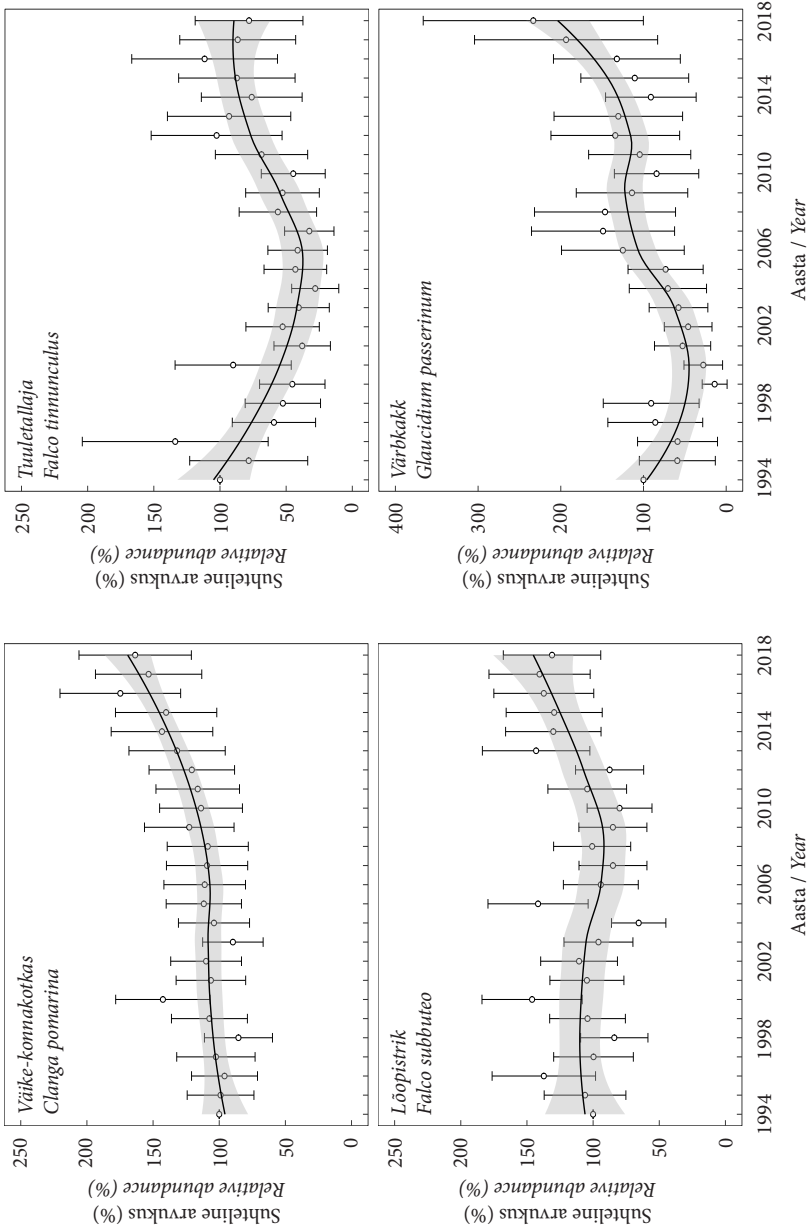 Väike-konnakotkas
Clanga pomarina
250
200
150
100
50
0
Suhteline arvukus (%)
Relative abundance (%)
Tuuletallaja
Falco tinnunculus
250
200
150
100
50
0
Suhteline arvukus (%)
Relative abundance (%)
Lõopistrik
Falco subbuteo
250
200
150
100
50
0
Suhteline arvukus (%)
Relative abundance (%)
1994
1998
2002
2006
2010
2014
2018
Aasta / Year
Värbkakk
Glaucidium passerinum
400
300
200
100
0
Suhteline arvukus (%)
Relative abundance (%)
1994
1998
2002
2006
2010
2014
2018
Aasta / Year